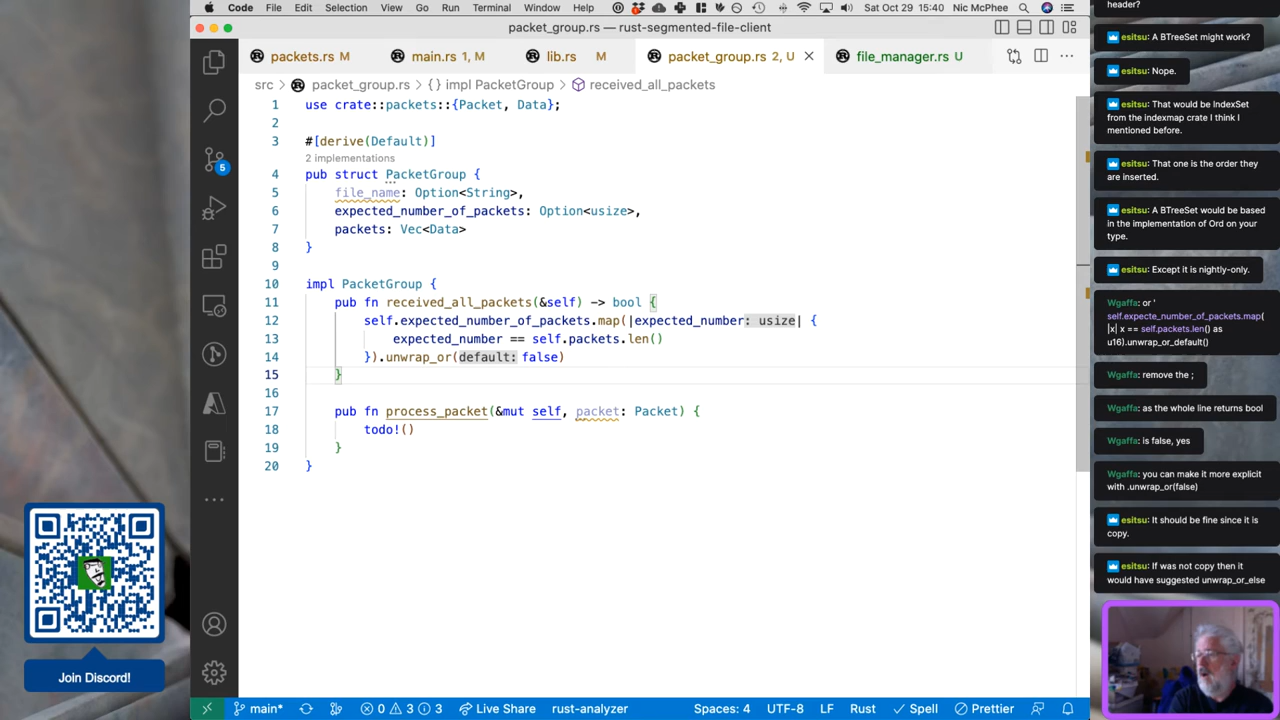 Code File Edit Selection View Go Run Terminal Window Help Sat Oct 29 15:40 Nic McPhee
packet_group.rs — rust-segmented-file-client
packets.rs M main.rs 1, M lib.rs M packet_group.rs 2, U file_manager.rs U
src › packet_group.rs › {} impl PacketGroup › received_all_packets
1 use crate::packets::{Packet, Data};
2
3 #[derive(Default)]
2 implementations
4 pub struct PacketGroup {
5 file_name: Option<String>,
6 expected_number_of_packets: Option<usize>,
7 packets: Vec<Data>
8 }
9
10 impl PacketGroup {
11 pub fn received_all_packets(&self) -> bool {
12 self.expected_number_of_packets.map(|expected_number: usize| {
13 expected_number == self.packets.len()
14 }).unwrap_or(default: false)
15 }
16
17 pub fn process_packet(&mut self, packet: Packet) {
18 todo!()
19 }
20 }
5
Join Discord!
main* 0 3 3 Live Share rust-analyzer Spaces: 4 UTF-8 LF Rust Spell Prettier
header?
esitsu: A BTreeSet might work?
esitsu: Nope.
esitsu: That would be IndexSet
from the indexmap crate I think I
mentioned before.
esitsu: That one is the order they
are inserted.
esitsu: A BTreeSet would be based
in the implementation of Ord on your
type.
esitsu: Except it is nightly-only.
Wgaffa: or '
self.expecte_number_of_packets.map(
|x| x == self.packets.len() as
u16).unwrap_or_default()
Wgaffa: remove the ;
Wgaffa: as the whole line returns bool
Wgaffa: is false, yes
Wgaffa: you can make it more explicit
with .unwrap_or(false)
esitsu: It should be fine since it is
copy.
esitsu: If was not copy then it
would have suggested unwrap_or_else